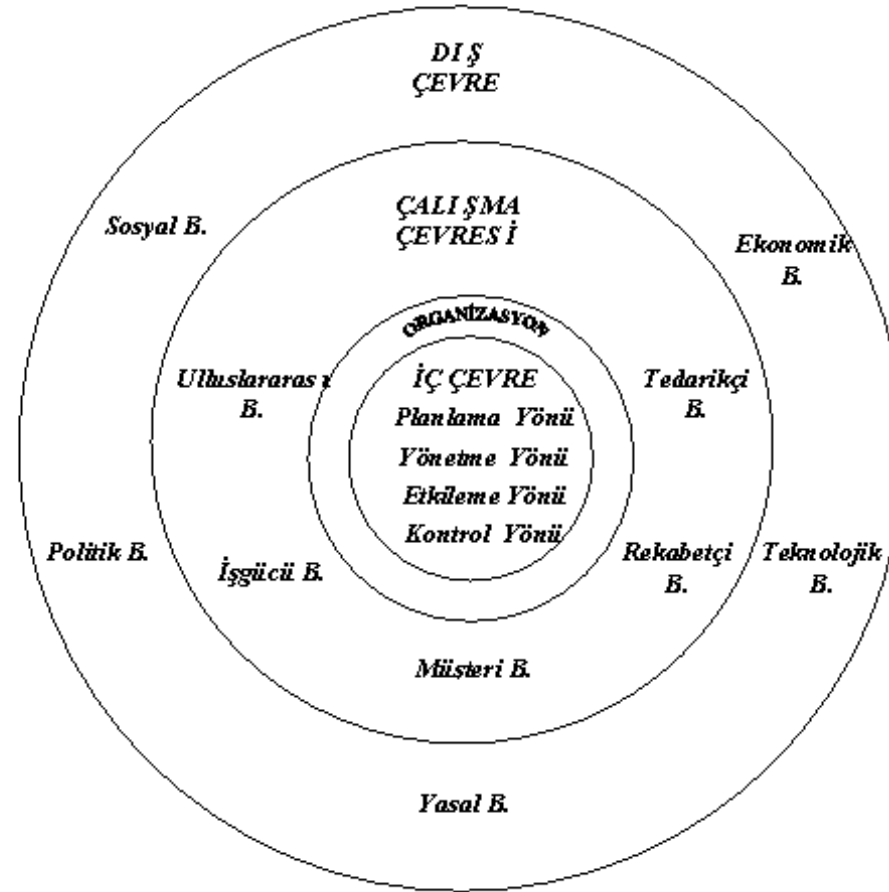 DIŞ
ÇEVRE
Sosyal B.
ÇALIŞMA
ÇEVRESİ
Ekonomik
B.
ORGANİZASYON
Ulluslararası
B.
İÇ ÇEVRE
Tedarikçi
B.
Planlama Yönü
Yönetme Yönü
Etkileme Yönü
Kontrol Yönü
Politik B.
İşgücü B.
Rekabetçi
B.
Teknolojik
B.
Müşteri B.
Yasal B.